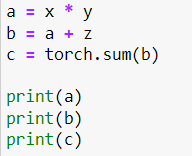 a = x * y
b = a + z
c = torch.sum(b)
print(a)
print(b)
print(c)